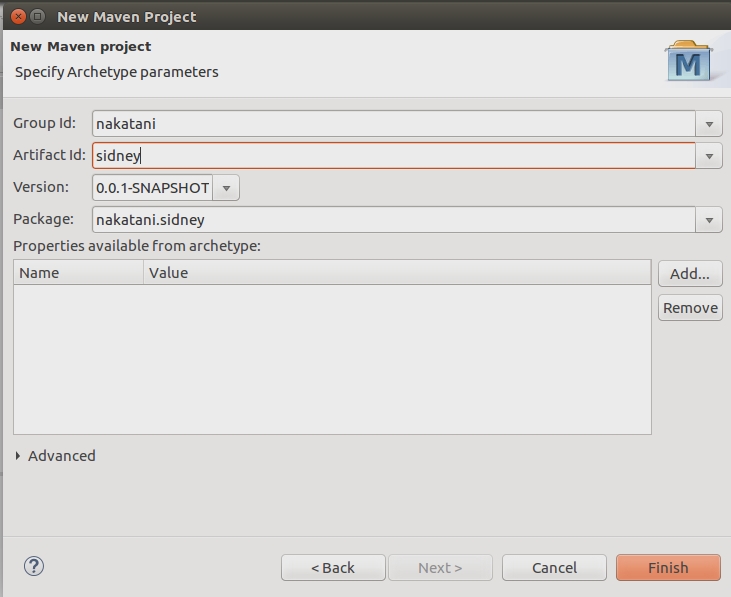 New Maven Project
New Maven project
Specify Archetype parameters
M
Group Id: nakatani
Artifact Id: sidney
Version: 0.0.1-SNAPSHOT
Package: nakatani.sidney
Properties available from archetype:
Name Value
Add...
Remove
Advanced
? < Back Next > Cancel Finish